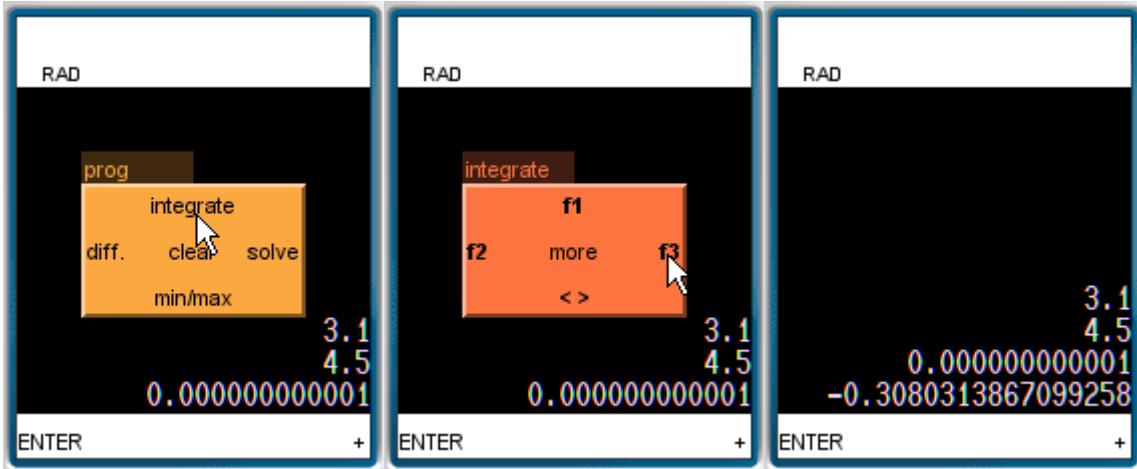 RAD
prog
integrate
diff. clear solve
min/max
3.1
4.5
0.000000000001
ENTER +
RAD
integrate
f1
f2 more f3
< >
3.1
4.5
0.000000000001
ENTER +
RAD
3.1
4.5
0.000000000001
-0.3080313867099258
ENTER +